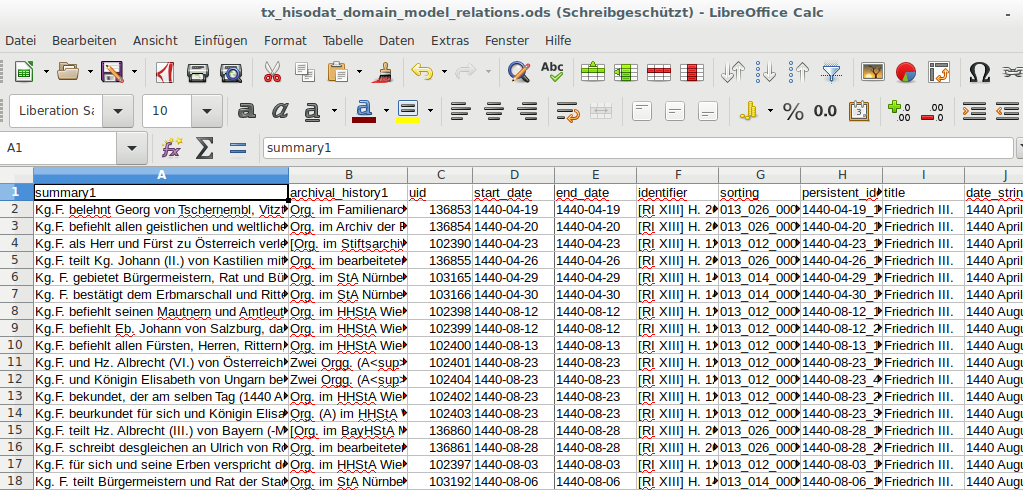 tx_hisodat_domain_model_relations.ods (Schreibgeschützt) - LibreOffice Calc
Datei Bearbeiten Ansicht Einfügen Format Tabelle Daten Extras Fenster Hilfe
Abc Ω
Liberation Sa 10 a a a a % 0.0
A1 fx Σ = summary1
A B C D E F G H I J
1 summary1 archival_history1 uid start_date end_date identifier sorting persistent_ide title date_strin
2 Kg.F. belehnt Georg von Tschernembl, Vitzt Org. im Familienarc 136853 1440-04-19 1440-04-19 [RI XIII] H. 2 013_026_000 1440-04-19_1 Friedrich III. 1440 April
3 Kg.F. befiehlt allen geistlichen und weltliche Org. im Archiv der 136854 1440-04-20 1440-04-20 [RI XIII] H. 2 013_026_000 1440-04-20_1 Friedrich III. 1440 April
4 Kg.F. als Herr und Fürst zu Österreich verle [Org. im Stiftsarchiv 102390 1440-04-23 1440-04-23 [RI XIII] H. 1 013_012_000 1440-04-23_1 Friedrich III. 1440 April
5 Kg.F. teilt Kg. Johann (II.) von Kastilien mit Org. im bearbeitete 136855 1440-04-26 1440-04-26 [RI XIII] H. 2 013_026_000 1440-04-26_1 Friedrich III. 1440 April
6 Kg. F. gebietet Bürgermeistern, Rat und Bü Org. im StA Nürnbe 103165 1440-04-29 1440-04-29 [RI XIII] H. 1 013_014_000 1440-04-29_1 Friedrich III. 1440 April
7 Kg. F. bestätigt dem Erbmarschall und Ritt Org. im StA Nürnbe 103166 1440-04-30 1440-04-30 [RI XIII] H. 1 013_014_000 1440-04-30_1 Friedrich III. 1440 April
8 Kg.F. befiehlt seinen Mautnern und Amtleut Org. im HHStA Wie 102398 1440-08-12 1440-08-12 [RI XIII] H. 1 013_012_000 1440-08-12_1 Friedrich III. 1440 Augu
9 Kg.F. befiehlt Eb. Johann von Salzburg, da Org. im HHStA Wie 102399 1440-08-12 1440-08-12 [RI XIII] H. 1 013_012_000 1440-08-12_2 Friedrich III. 1440 Augu
10 Kg.F. befiehlt allen Fürsten, Herren, Rittern, Org. im HHStA Wie 102400 1440-08-13 1440-08-13 [RI XIII] H. 1 013_012_000 1440-08-13_1 Friedrich III. 1440 Augu
11 Kg.F. und Hz. Albrecht (VI.) von Österreich Zwei Orgg. (A<sup> 102401 1440-08-23 1440-08-23 [RI XIII] H. 1 013_012_000 1440-08-23_1 Friedrich III. 1440 Augu
12 Kg.F. und Königin Elisabeth von Ungarn be Zwei Orgg. (A<sup> 102404 1440-08-23 1440-08-23 [RI XIII] H. 1 013_012_000 1440-08-23_4 Friedrich III. 1440 Augu
13 Kg.F. bekundet, der am selben Tag (1440 A Org. im HHStA Wie 102402 1440-08-23 1440-08-23 [RI XIII] H. 1 013_012_000 1440-08-23_2 Friedrich III. 1440 Augu
14 Kg.F. beurkundet für sich und Königin Elisa Org. (A) im HHStA 102403 1440-08-23 1440-08-23 [RI XIII] H. 1 013_012_000 1440-08-23_3 Friedrich III. 1440 Augu
15 Kg.F. teilt Hz. Albrecht (III.) von Bayern (-M [Org. im BayHStA 136860 1440-08-28 1440-08-28 [RI XIII] H. 2 013_026_000 1440-08-28_1 Friedrich III. 1440 Augu
16 Kg.F. schreibt desgleichen an Ulrich von R Org. im bearbeitete 136861 1440-08-28 1440-08-28 [RI XIII] H. 2 013_026_000 1440-08-28_2 Friedrich III. 1440 Augu
17 Kg.F. für sich und seine Erben verspricht d Org. im HHStA Wie 102397 1440-08-03 1440-08-03 [RI XIII] H. 1 013_012_000 1440-08-03_1 Friedrich III. 1440 Augu
18 Kg. F. teilt Bürgermeistern und Rat der Stad Org. im StA Nürnbe 103192 1440-08-06 1440-08-06 [RI XIII] H. 1 013_014_000 1440-08-06_1 Friedrich III. 1440 Augu